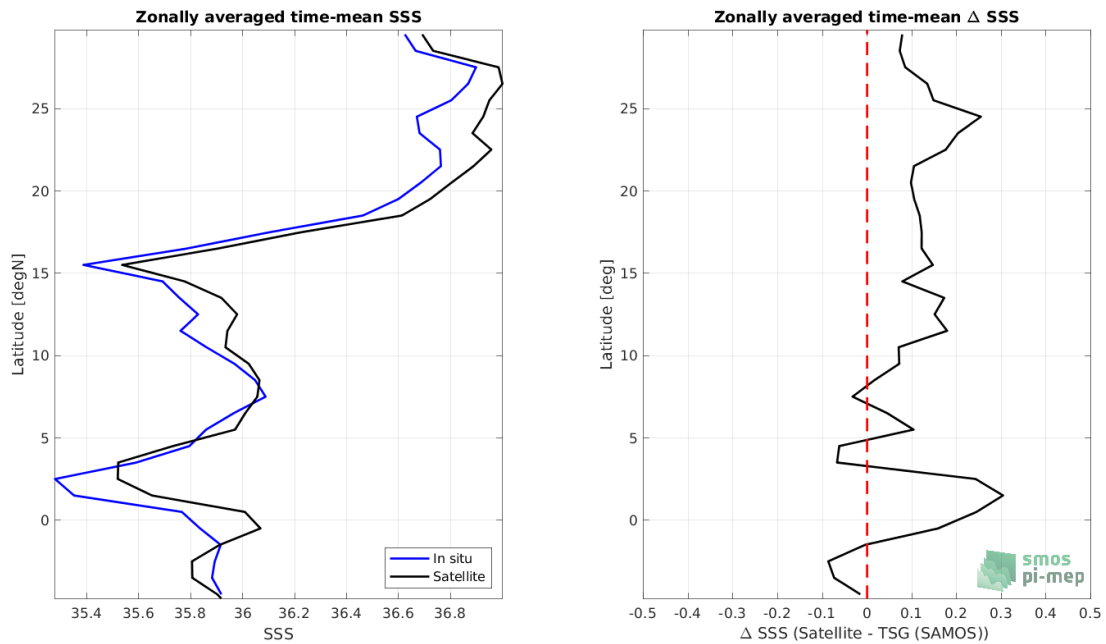 Zonally averaged time-mean SSS
Latitude [degN]
25
20
15
10
5
0
35.4 35.6 35.8 36 36.2 36.4 36.6 36.8
SSS
In situ
Satellite
Zonally averaged time-mean Δ SSS
Latitude [deg]
25
20
15
10
5
0
-0.5 -0.4 -0.3 -0.2 -0.1 0 0.1 0.2 0.3 0.4 0.5
Δ SSS (Satellite - TSG (SAMOS))
smos
pi-mep